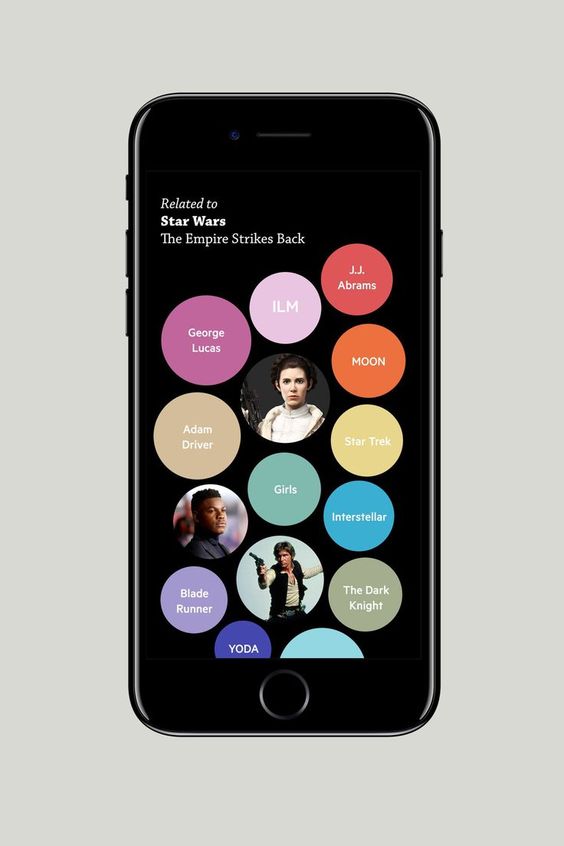 Related to
Star Wars
The Empire Strikes Back
J.J.
Abrams
ILM
George
Lucas
MOON
Adam
Driver
Star Trek
Girls
Interstellar
Blade
Runner
The Dark
Knight
YODA